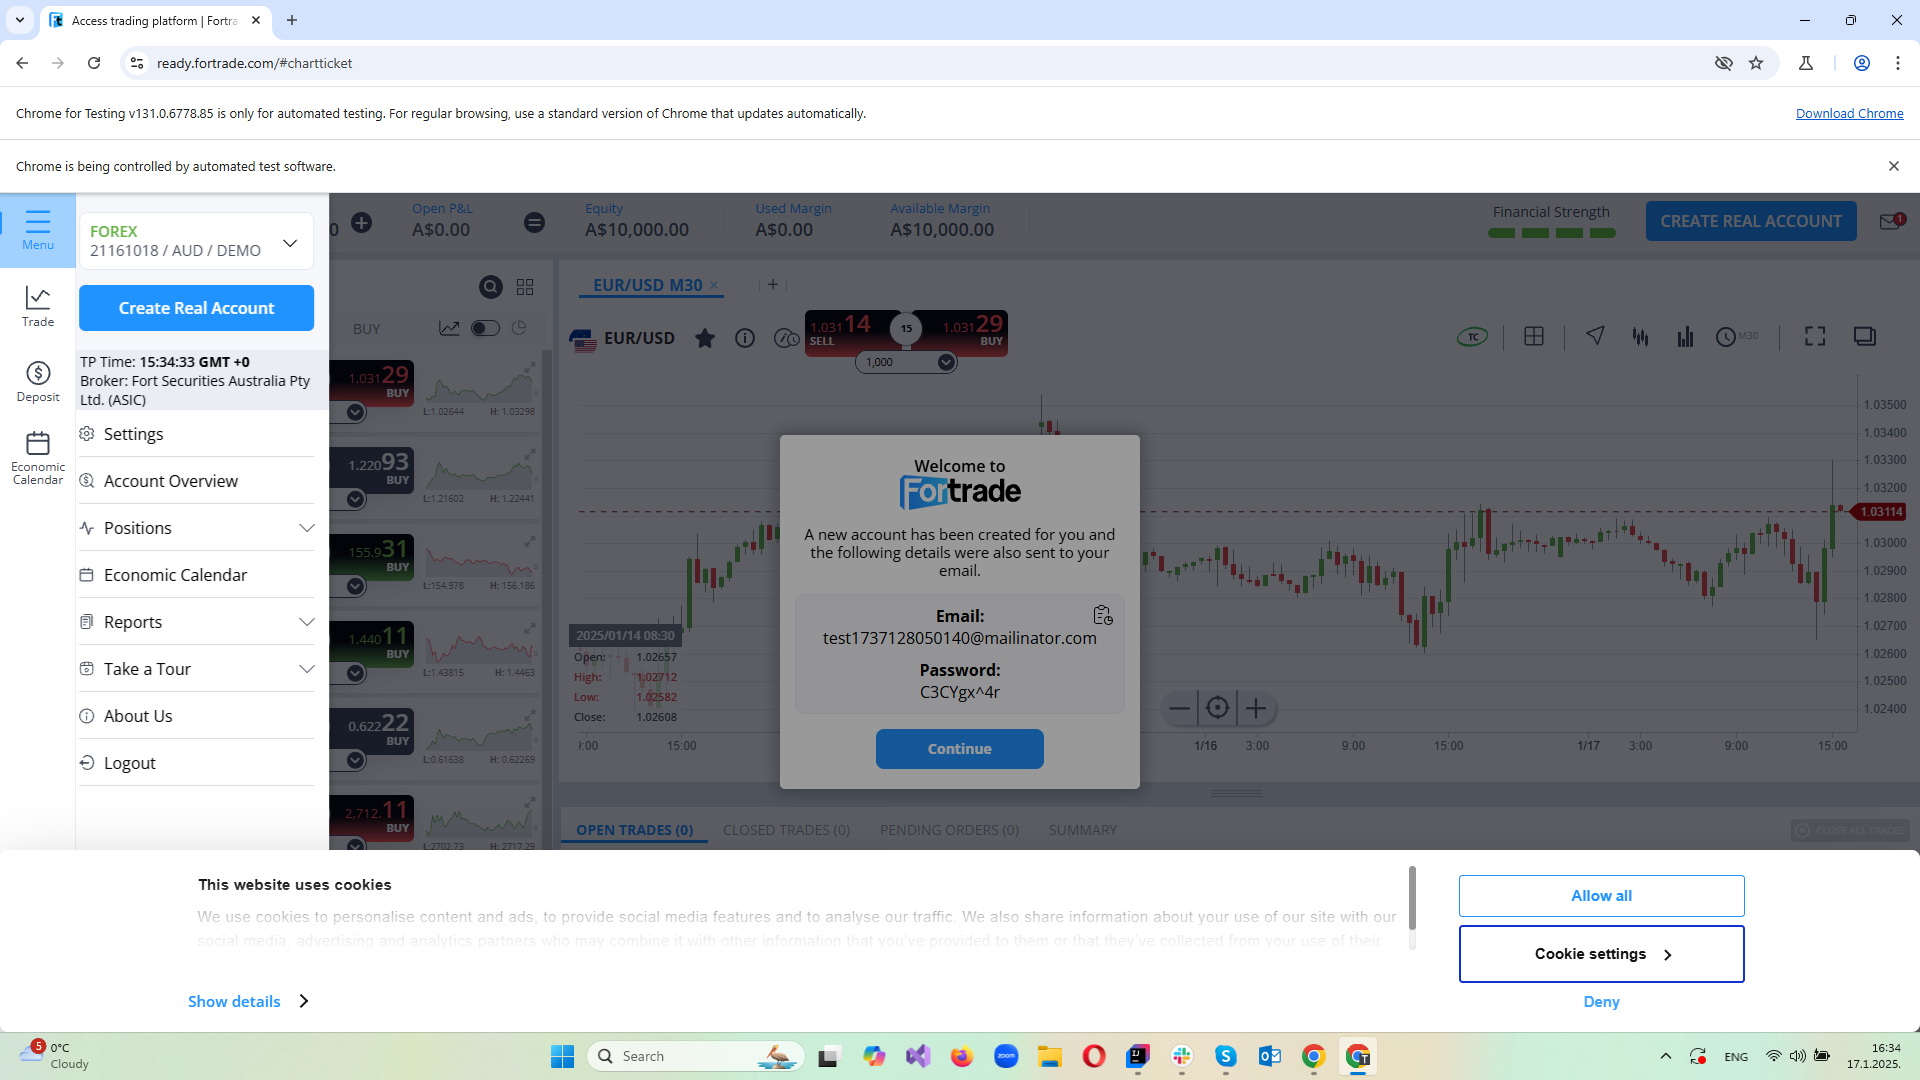 Access trading platform | Fortra
ready.fortrade.com/#chartticket
Chrome for Testing v131.0.6778.85 is only for automated testing. For regular browsing, use a standard version of Chrome that updates automatically.
Download Chrome
Chrome is being controlled by automated test software.
Menu
Trade
Deposit
Economic
Calendar
FOREX
21161018 / AUD / DEMO
Create Real Account
TP Time: 15:34:33 GMT +0
Broker: Fort Securities Australia Pty
Ltd. (ASIC)
Settings
Account Overview
Positions
Economic Calendar
Reports
Take a Tour
About Us
Logout
0
Open P&L
A$0.00
Equity
A$10,000.00
Used Margin
A$0.00
Available Margin
A$10,000.00
Financial Strength
CREATE REAL ACCOUNT
1
BUY
1.03129
BUY
L:1.02644 H: 1.03298
1.22093
BUY
L:1.21602 H: 1.22441
155.931
BUY
L:154.978 H: 156.186
1.44011
BUY
L:1.43815 H: 1.4463
0.62222
BUY
L:0.61638 H: 0.62269
2,712.11
BUY
L:2702.73 H: 2717.29
EUR/USD M30
EUR/USD
1.03114
SELL
15
1.03129
BUY
1,000
TC
M30
1.03500
1.03400
1.03300
1.03200
1.03114
1.03000
1.02900
1.02800
1.02700
1.02600
1.02500
1.02400
2025/01/14 08:30
Open: 1.02657
High: 1.02712
Low: 1.02582
Close: 1.02608
15:00
1/16
3:00
9:00
15:00
1/17
3:00
9:00
15:00
Welcome to
Fortrade
A new account has been created for you and
the following details were also sent to your
email.
Email:
test1737128050140@mailinator.com
Password:
C3CYgx^4r
Continue
OPEN TRADES (0)
CLOSED TRADES (0)
PENDING ORDERS (0)
SUMMARY
CLOSE ALL TRADES
This website uses cookies
We use cookies to personalise content and ads, to provide social media features and to analyse our traffic. We also share information about your use of our site with our
social media, advertising and analytics partners who may combine it with other information that you've provided to them or that they've collected from your use of their
Show details
Allow all
Cookie settings
Deny
5
0°C
Cloudy
Search
zoom
ENG
16:34
17.1.2025.